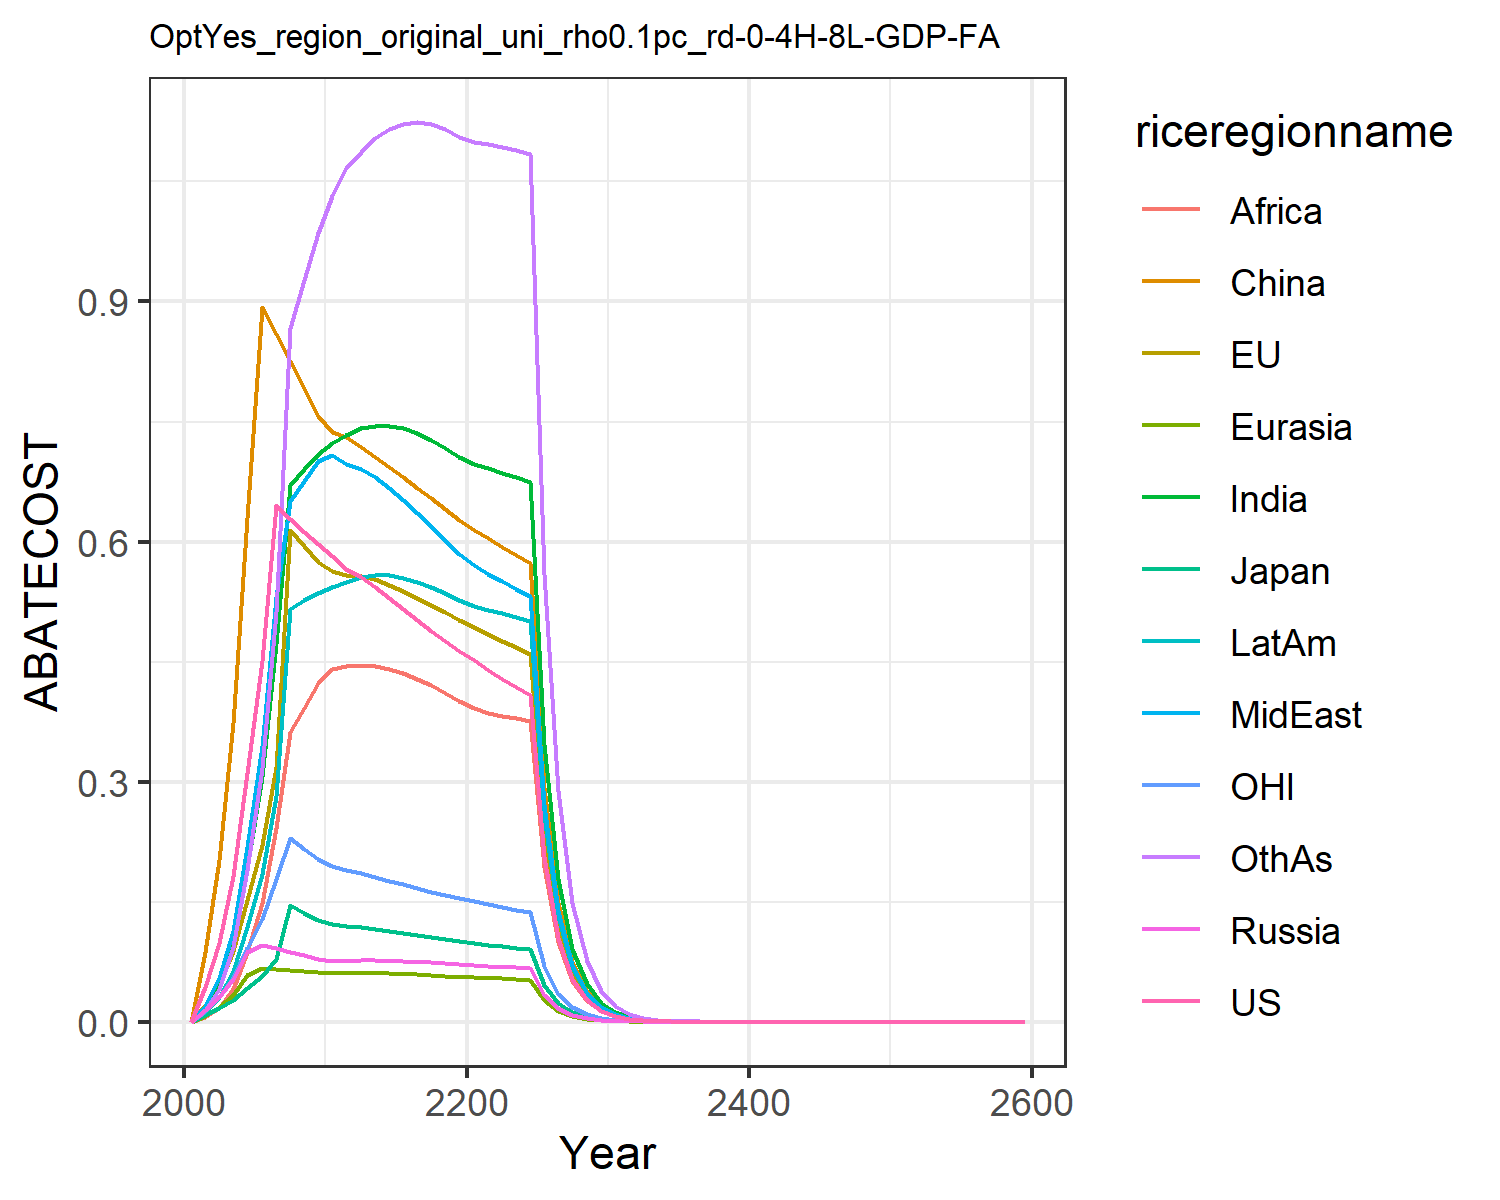 OptYes_region_original_uni_rho0.1pc_rd-0-4H-8L-GDP-FA
ABATECOST
0.9
0.6
0.3
0.0
2000
2200
2400
2600
Year
riceregionname
Africa
China
EU
Eurasia
India
Japan
LatAm
MidEast
OHI
OthAs
Russia
US